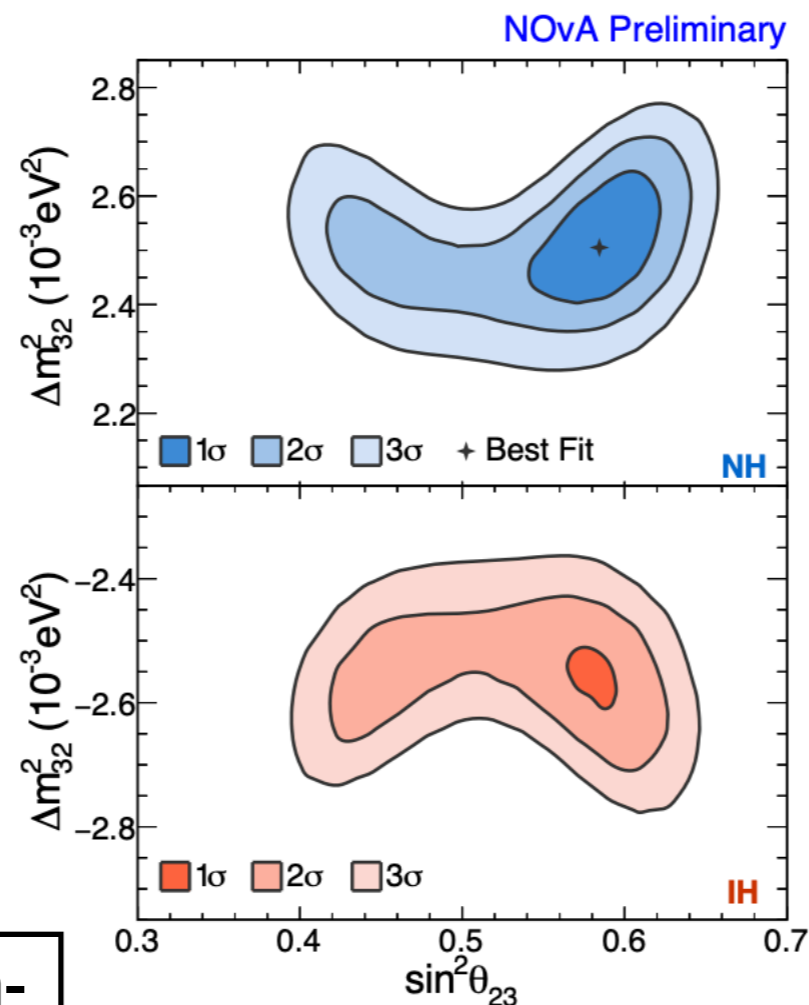 NOvA Preliminary
Δm²₃₂ (10⁻³eV²)
2.8
2.6
2.4
2.2
1σ 2σ 3σ Best Fit
NH
Δm²₃₂ (10⁻³eV²)
−2.4
−2.6
−2.8
1σ 2σ 3σ
IH
0.3 0.4 0.5 0.6 0.7
sin²θ₂₃